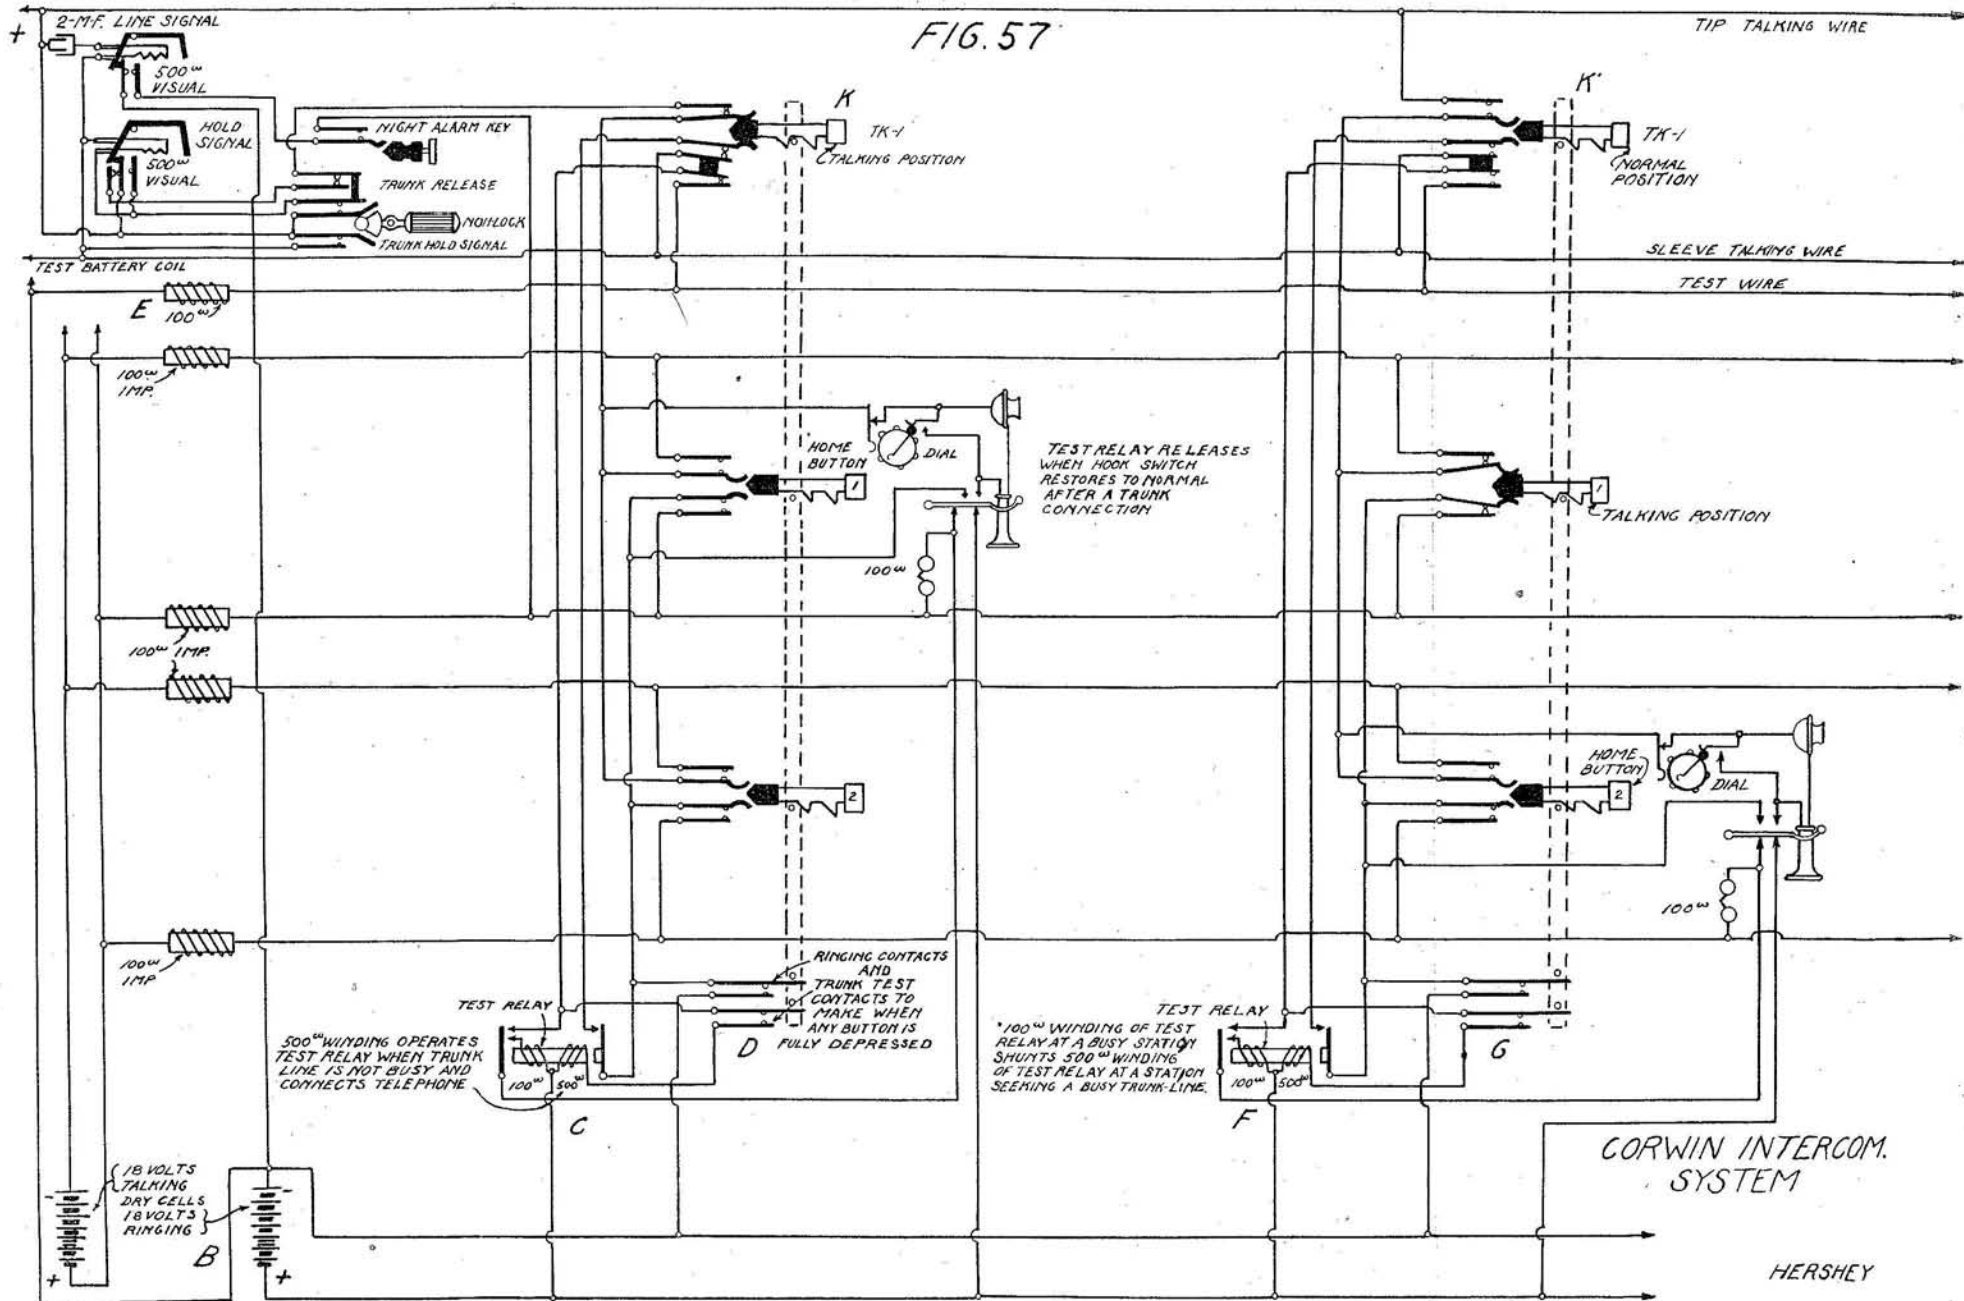 FIG. 57
+
2-M-F. LINE SIGNAL
500ω
VISUAL
HOLD
SIGNAL
500ω
VISUAL
NIGHT ALARM KEY
TRUNK RELEASE
NON-LOCK
TRUNK HOLD SIGNAL
TEST BATTERY COIL
E
100ω
100ω
IMP.
100ω IMP.
100ω
IMP
K
TK-1
TALKING POSITION
K'
TK-1
NORMAL
POSITION
TIP TALKING WIRE
SLEEVE TALKING WIRE
TEST WIRE
HOME
BUTTON
1
DIAL
100ω
TEST RELAY RELEASES
WHEN HOOK SWITCH
RESTORES TO NORMAL
AFTER A TRUNK
CONNECTION
1
TALKING POSITION
2
HOME
BUTTON
2
DIAL
100ω
RINGING CONTACTS
AND
TRUNK TEST
CONTACTS TO
MAKE WHEN
ANY BUTTON IS
FULLY DEPRESSED
D
TEST RELAY
500ω WINDING OPERATES
TEST RELAY WHEN TRUNK
LINE IS NOT BUSY AND
CONNECTS TELEPHONE
100ω 500ω
C
TEST RELAY
100ω WINDING OF TEST
RELAY AT A BUSY STATION
SHUNTS 500ω WINDING
OF TEST RELAY AT A STATION
SEEKING A BUSY TRUNK-LINE.
100ω 500ω
F
G
18 VOLTS
TALKING
DRY CELLS
18 VOLTS
RINGING
B
- -
+ +
CORWIN INTERCOM.
SYSTEM
HERSHEY